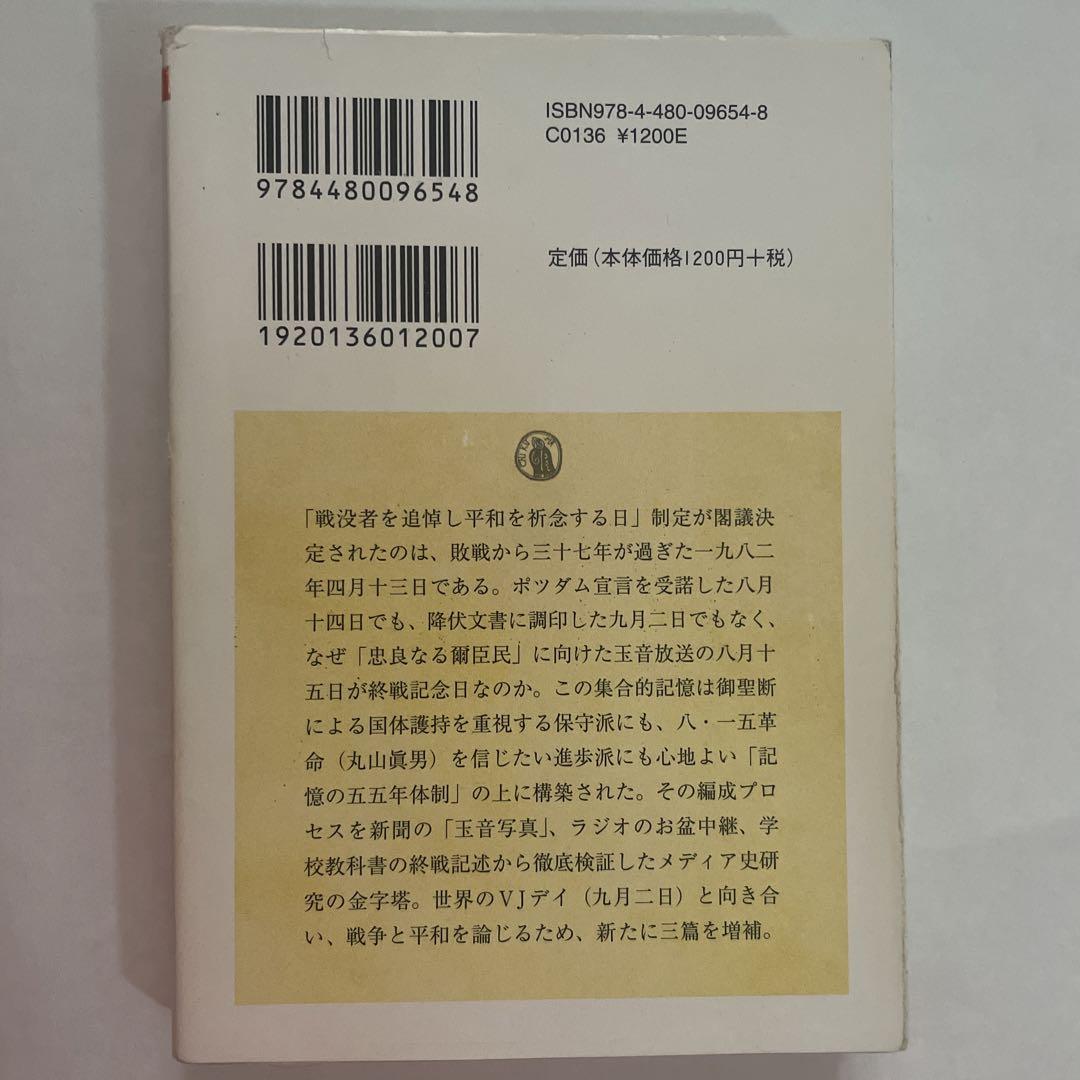 ISBN978-4-480-09654-8
C0136 ¥1200E
9784480096548
定価(本体価格1200円+税)
1920136012007
「戦没者を追悼し平和を祈念する日」制定が閣議決
定されたのは、敗戦から三十七年が過ぎた一九八二
年四月十三日である。ポツダム宣言を受諾した八月
十四日でも、降伏文書に調印した九月二日でもなく、
なぜ「忠良なる爾臣民」に向けた玉音放送の八月十
五日が終戦記念日なのか。この集合的記憶は御聖断
による国体護持を重視する保守派にも、八・一五革
命(丸山眞男)を信じたい進歩派にも心地よい「記
憶の五五年体制」の上に構築された。その編成プロ
セスを新聞の「玉音写真」、ラジオのお盆中継、学
校教科書の終戦記述から徹底検証したメディア史研
究の金字塔。世界のVJデイ(九月二日)と向き合
い、戦争と平和を論じるため、新たに三篇を増補。